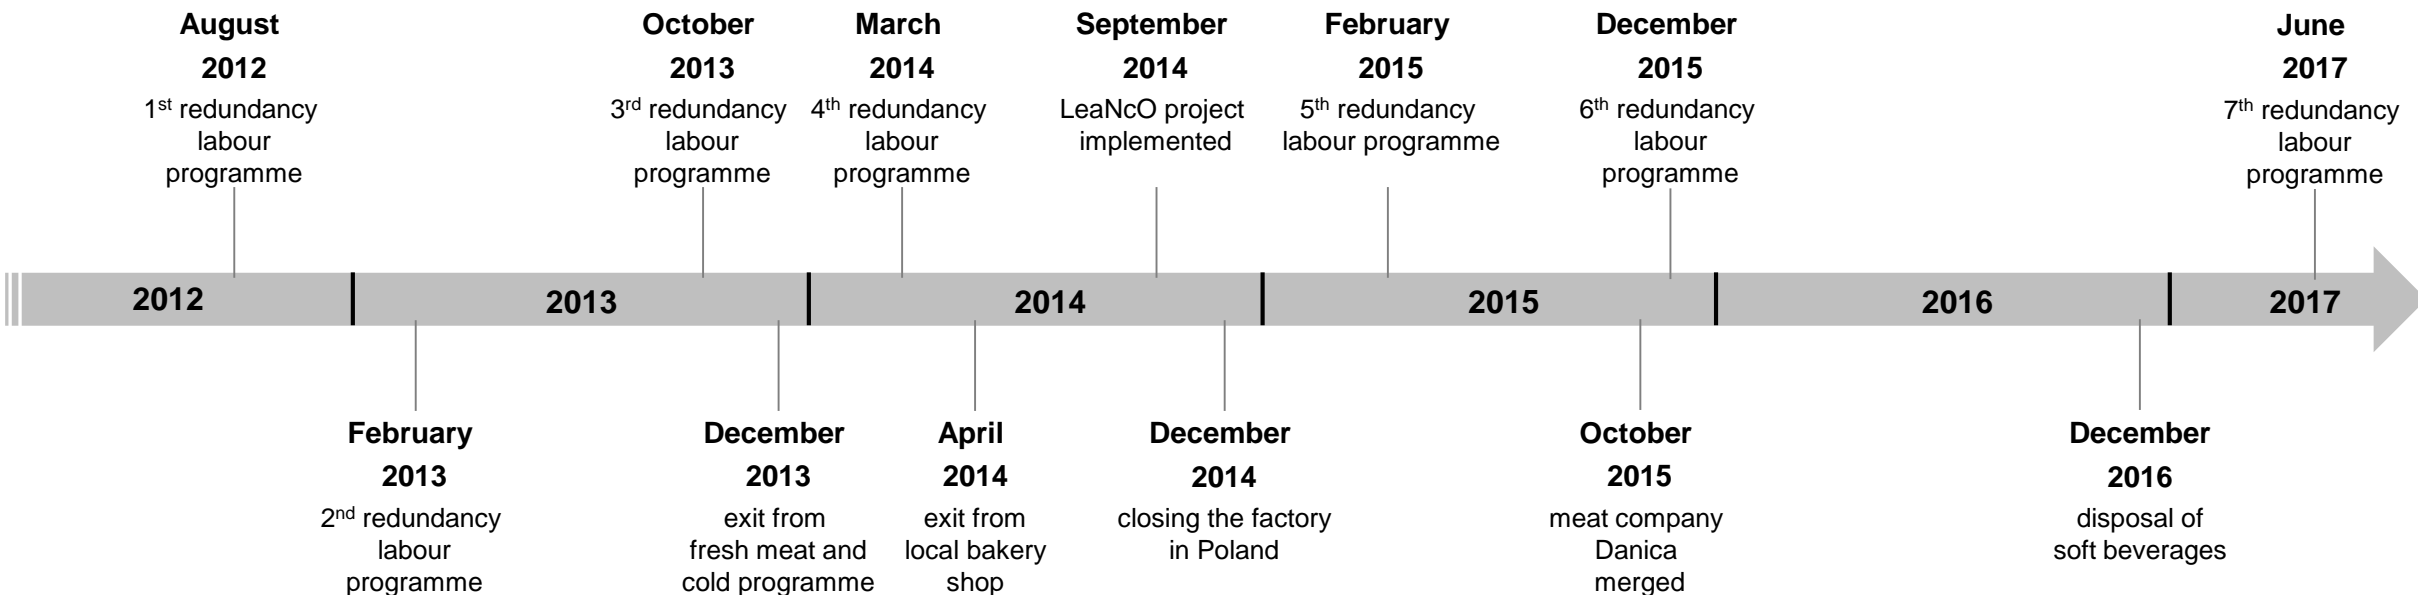 August
2012
1st redundancy
labour
programme
October
2013
3rd redundancy
labour
programme
March
2014
4th redundancy
labour
programme
September
2014
LeaNcO project
implemented
February
2015
5th redundancy
labour programme
December
2015
6th redundancy
labour
programme
June
2017
7th redundancy
labour
programme
2012
2013
2014
2015
2016
2017
February
2013
2nd redundancy
labour
programme
December
2013
exit from
fresh meat and
cold programme
April
2014
exit from
local bakery
shop
December
2014
closing the factory
in Poland
October
2015
meat company
Danica
merged
December
2016
disposal of
soft beverages